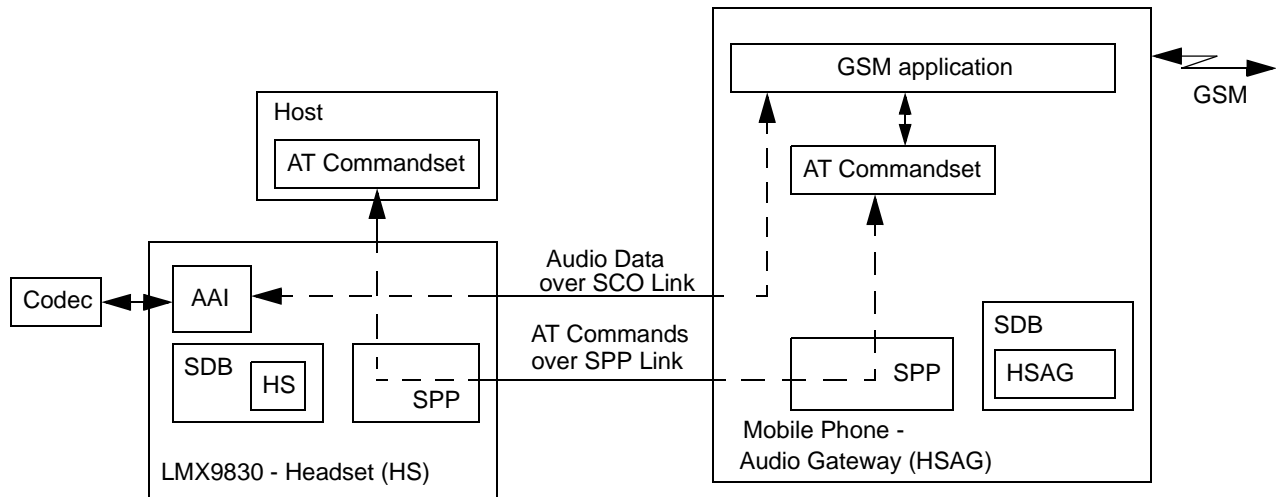 GSM application
GSM
Host
AT Commandset
AT Commandset
Audio Data
over SCO Link
Codec
AAI
AT Commands
over SPP Link
SDB
HS
SPP
SPP
SDB
HSAG
LMX9830 - Headset (HS)
Mobile Phone -
Audio Gateway (HSAG)